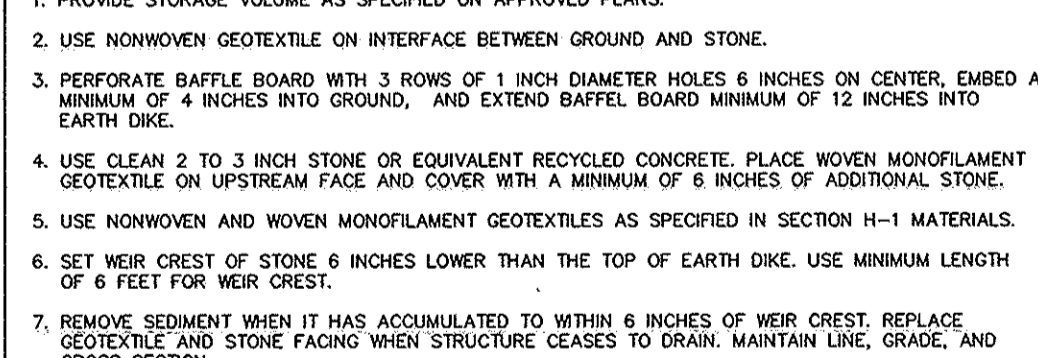 1. PROVIDE STORAGE VOLUME AS SPECIFIED ON APPROVED PLANS.
2. USE NONWOVEN GEOTEXTILE ON INTERFACE BETWEEN GROUND AND STONE.
3. PERFORATE BAFFLE BOARD WITH 3 ROWS OF 1 INCH DIAMETER HOLES 6 INCHES ON CENTER, EMBED A
MINIMUM OF 4 INCHES INTO GROUND, AND EXTEND BAFFEL BOARD MINIMUM OF 12 INCHES INTO
EARTH DIKE.
4. USE CLEAN 2 TO 3 INCH STONE OR EQUIVALENT RECYCLED CONCRETE. PLACE WOVEN MONOFILAMENT
GEOTEXTILE ON UPSTREAM FACE AND COVER WITH A MINIMUM OF 6 INCHES OF ADDITIONAL STONE.
5. USE NONWOVEN AND WOVEN MONOFILAMENT GEOTEXTILES AS SPECIFIED IN SECTION H-1 MATERIALS.
6. SET WEIR CREST OF STONE 6 INCHES LOWER THAN THE TOP OF EARTH DIKE. USE MINIMUM LENGTH
OF 6 FEET FOR WEIR CREST.
7. REMOVE SEDIMENT WHEN IT HAS ACCUMULATED TO WITHIN 6 INCHES OF WEIR CREST. REPLACE
GEOTEXTILE AND STONE FACING WHEN STRUCTURE CEASES TO DRAIN. MAINTAIN LINE, GRADE, AND
CROSS SECTION.